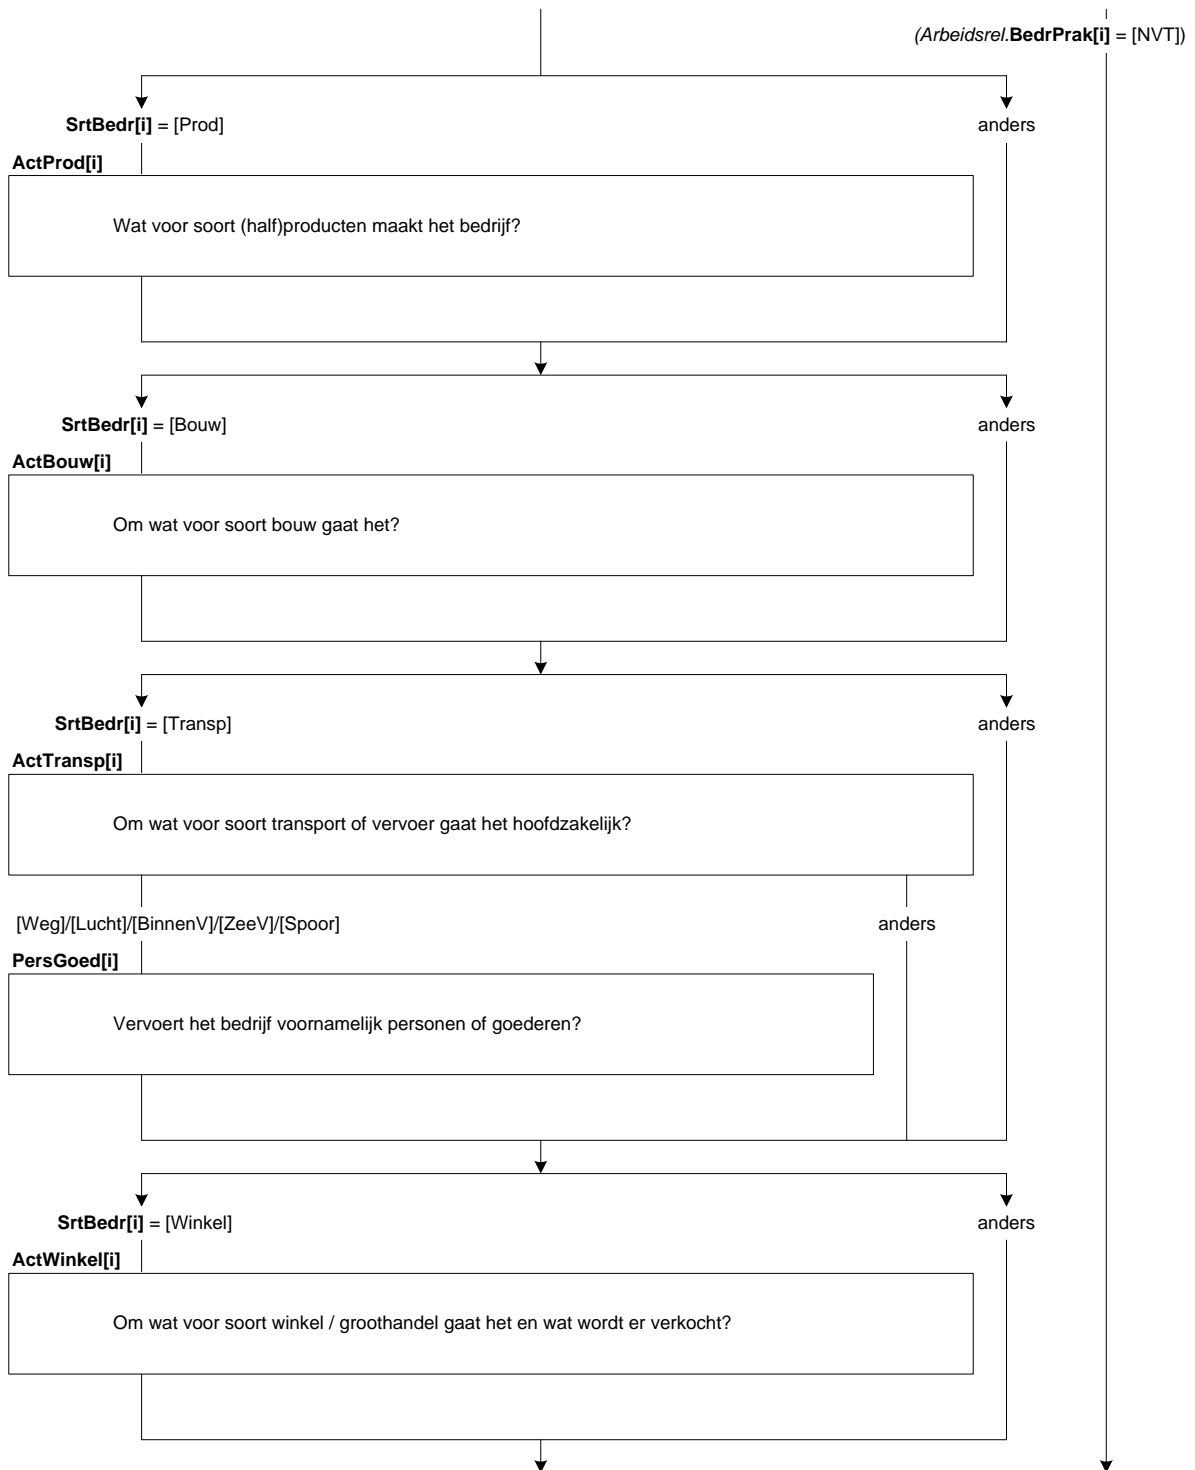 (Arbeidsrel.BedrPrak[i] = [NVT])
SrtBedr[i] = [Prod]
anders
ActProd[i]
Wat voor soort (half)producten maakt het bedrijf?
SrtBedr[i] = [Bouw]
anders
ActBouw[i]
Om wat voor soort bouw gaat het?
SrtBedr[i] = [Transp]
anders
ActTransp[i]
Om wat voor soort transport of vervoer gaat het hoofdzakelijk?
[Weg]/[Lucht]/[BinnenV]/[ZeeV]/[Spoor]
anders
PersGoed[i]
Vervoert het bedrijf voornamelijk personen of goederen?
SrtBedr[i] = [Winkel]
anders
ActWinkel[i]
Om wat voor soort winkel / groothandel gaat het en wat wordt er verkocht?